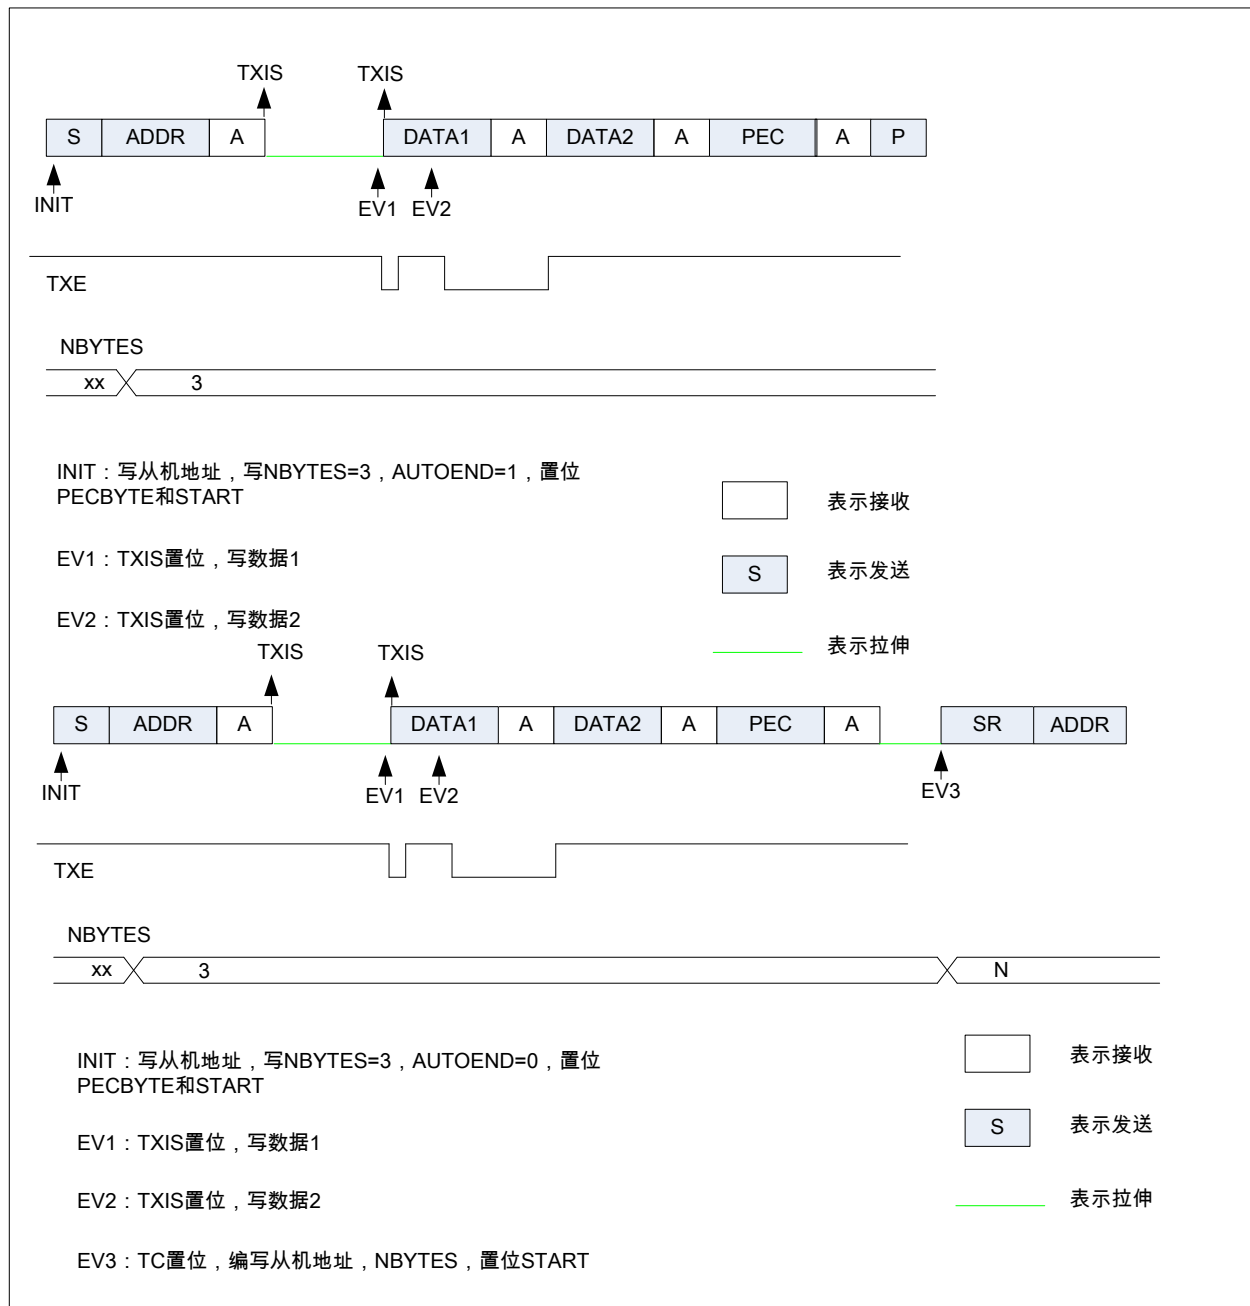 TXIS TXIS
S ADDR A DATA1 A DATA2 A PEC A P
INIT EV1 EV2
TXE
NBYTES
xx 3
INIT：写从机地址，写NBYTES=3，AUTOEND=1，置位
PECBYTE和START
表示接收
EV1：TXIS置位，写数据1
S 表示发送
EV2：TXIS置位，写数据2
表示拉伸
TXIS TXIS
S ADDR A DATA1 A DATA2 A PEC A SR ADDR
INIT EV1 EV2 EV3
TXE
NBYTES
xx 3 N
INIT：写从机地址，写NBYTES=3，AUTOEND=0，置位
PECBYTE和START
表示接收
EV1：TXIS置位，写数据1
S 表示发送
EV2：TXIS置位，写数据2
表示拉伸
EV3：TC置位，编写从机地址，NBYTES，置位START